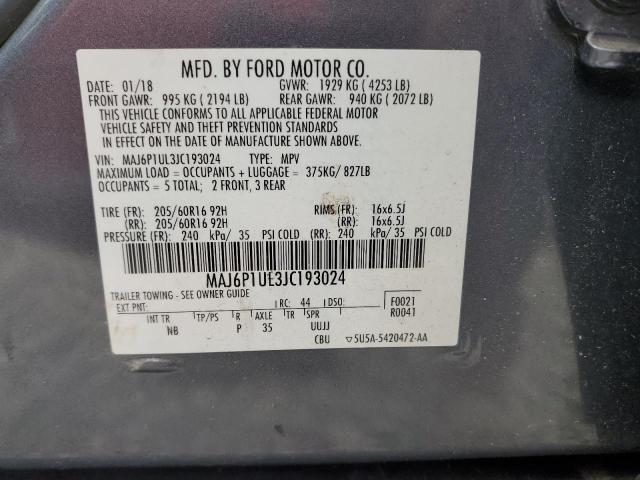 MFD. BY FORD MOTOR CO.
DATE: 01/18 GVWR: 1929 KG ( 4253 LB)
FRONT GAWR: 995 KG ( 2194 LB) REAR GAWR: 940 KG ( 2072 LB)
THIS VEHICLE CONFORMS TO ALL APPLICABLE FEDERAL MOTOR
VEHICLE SAFETY AND THEFT PREVENTION STANDARDS
IN EFFECT ON THE DATE OF MANUFACTURE SHOWN ABOVE.
VIN: MAJ6P1UL3JC193024 TYPE: MPV
MAXIMUM LOAD = OCCUPANTS + LUGGAGE = 375KG/ 827LB
OCCUPANTS = 5 TOTAL; 2 FRONT, 3 REAR
TIRE (FR): 205/60R16 92H RIMS (FR): 16x6.5J
(RR): 205/60R16 92H (RR): 16x6.5J
PRESSURE (FR): 240 kPa/ 35 PSI COLD (RR): 240 kPa/ 35 PSI COLD
MAJ6P1UL3JC193024
TRAILER TOWING - SEE OWNER GUIDE
EXT PNT: RC: 44 DSO: F0021
R0041
INT TR TP/PS R AXLE TR SPR
NB P 35 UUJJ
CBU ▽5U5A-5420472-AA